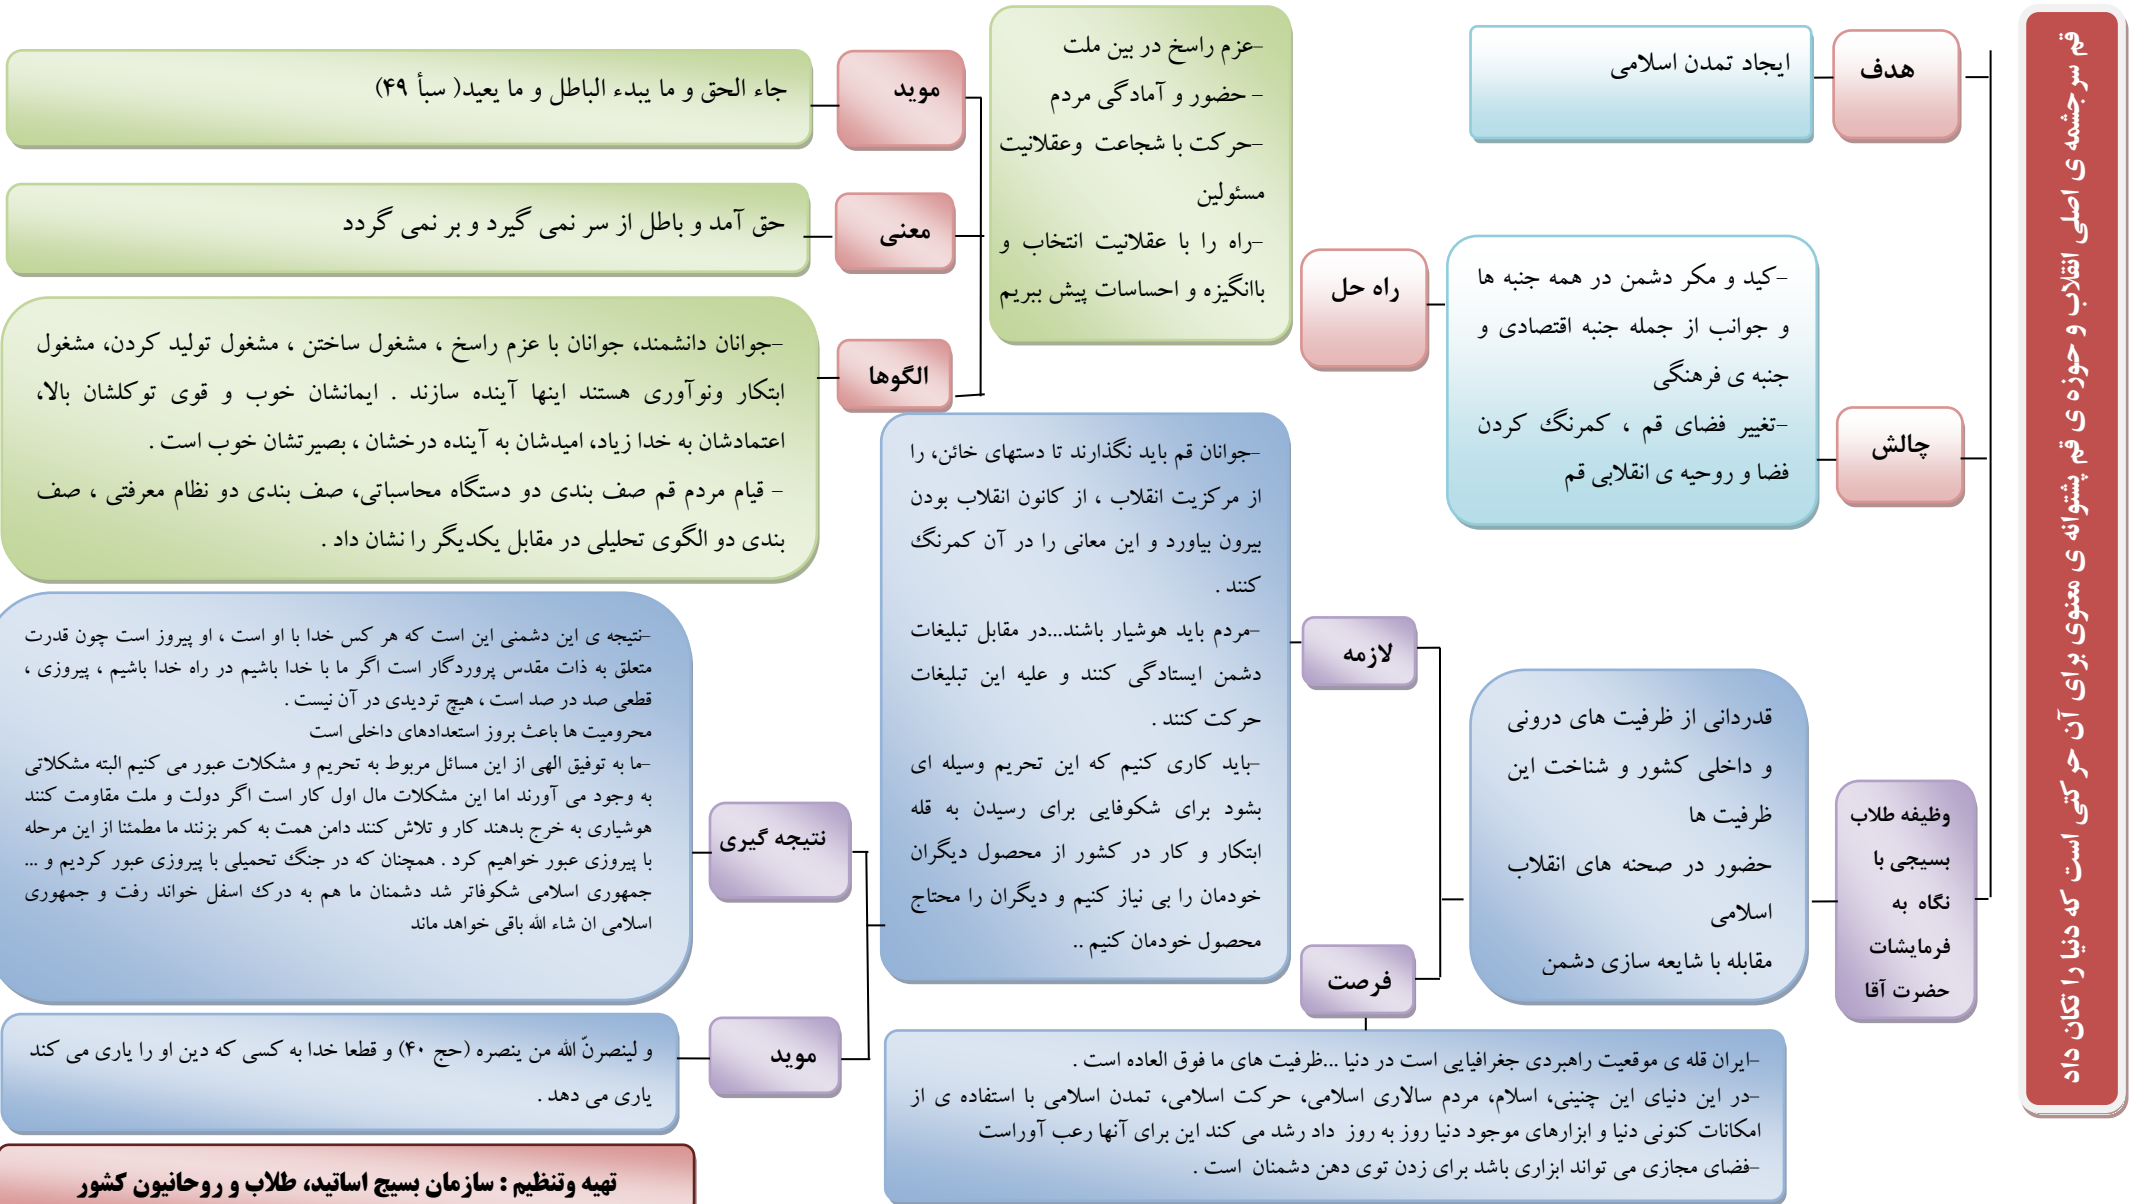 قم سرچشمه ی اصلی انقلاب و حوزه ی قم پشتوانه ی معنوی برای آن حرکتی است که دنیا را تکان داد
هدف
ایجاد تمدن اسلامی
چالش
-کید و مکر دشمن در همه جنبه ها
و جوانب از جمله جنبه اقتصادی و
جنبه ی فرهنگی
-تغییر فضای قم ، کمرنگ کردن
فضا و روحیه ی انقلابی قم
راه حل
-عزم راسخ در بین ملت
- حضور و آمادگی مردم
-حرکت با شجاعت وعقلانیت
مسئولین
-راه را با عقلانیت انتخاب و
باانگیزه و احساسات پیش ببریم
موید
جاء الحق و ما یبدء الباطل و ما یعید( سبأ ۴۹)
معنی
حق آمد و باطل از سر نمی گیرد و بر نمی گردد
الگوها
-جوانان دانشمند، جوانان با عزم راسخ ، مشغول ساختن ، مشغول تولید کردن، مشغول
ابتکار ونوآوری هستند اینها آینده سازند . ایمانشان خوب و قوی توکلشان بالا،
اعتمادشان به خدا زیاد، امیدشان به آینده درخشان ، بصیرتشان خوب است .
- قیام مردم قم صف بندی دو دستگاه محاسباتی، صف بندی دو نظام معرفتی ، صف
بندی دو الگوی تحلیلی در مقابل یکدیگر را نشان داد .
وظیفه طلاب
بسیجی با
نگاه به
فرمایشات
حضرت آقا
قدردانی از ظرفیت های درونی
و داخلی کشور و شناخت این
ظرفیت ها
حضور در صحنه های انقلاب
اسلامی
مقابله با شایعه سازی دشمن
لازمه
-جوانان قم باید نگذارند تا دستهای خائن، را
از مرکزیت انقلاب ، از کانون انقلاب بودن
بیرون بیاورد و این معانی را در آن کمرنگ
کنند .
-مردم باید هوشیار باشند...در مقابل تبلیغات
دشمن ایستادگی کنند و علیه این تبلیغات
حرکت کنند .
-باید کاری کنیم که این تحریم وسیله ای
بشود برای شکوفایی برای رسیدن به قله
ابتکار و کار در کشور از محصول دیگران
خودمان را بی نیاز کنیم و دیگران را محتاج
محصول خودمان کنیم ..
فرصت
-ایران قله ی موقعیت راهبردی جغرافیایی است در دنیا ...ظرفیت های ما فوق العاده است .
-در این دنیای این چنینی، اسلام، مردم سالاری اسلامی، حرکت اسلامی، تمدن اسلامی با استفاده ی از
امکانات کنونی دنیا و ابزارهای موجود دنیا روز به روز داد رشد می کند این برای آنها رعب آوراست
-فضای مجازی می تواند ابزاری باشد برای زدن توی دهن دشمنان است .
نتیجه گیری
-نتیجه ی این دشمنی این است که هر کس خدا با او است ، او پیروز است چون قدرت
متعلق به ذات مقدس پروردگار است اگر ما با خدا باشیم در راه خدا باشیم ، پیروزی ،
قطعی صد در صد است ، هیچ تردیدی در آن نیست .
محرومیت ها باعث بروز استعدادهای داخلی است
-ما به توفیق الهی از این مسائل مربوط به تحریم و مشکلات عبور می کنیم البته مشکلاتی
به وجود می آورند اما این مشکلات مال اول کار است اگر دولت و ملت مقاومت کنند
هوشیاری به خرج بدهند کار و تلاش کنند دامن همت به کمر بزنند ما مطمئنا از این مرحله
با پیروزی عبور خواهیم کرد . همچنان که در جنگ تحمیلی با پیروزی عبور کردیم و ...
جمهوری اسلامی شکوفاتر شد دشمنان ما هم به درک اسفل خواند رفت و جمهوری
اسلامی ان شاء الله باقی خواهد ماند
موید
و لینصرنّ الله من ینصره (حج ۴۰) و قطعا خدا به کسی که دین او را یاری می کند
یاری می دهد .
تهیه وتنظیم : سازمان بسیج اساتید، طلاب و روحانیون کشور